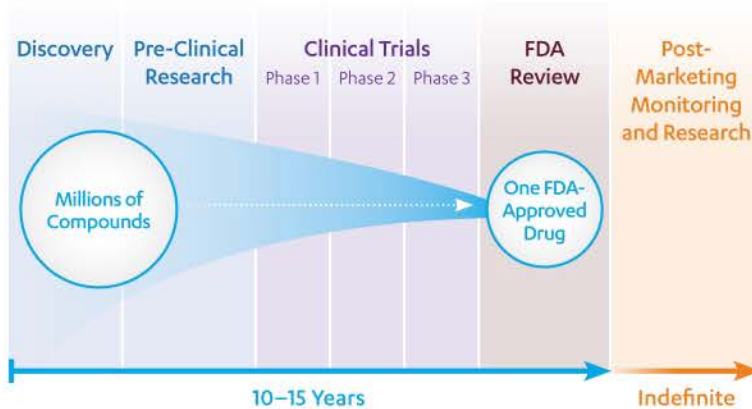 Discovery
Pre-Clinical
Research
Clinical Trials
Phase 1
Phase 2
Phase 3
FDA
Review
Post-
Marketing
Monitoring
and Research
Millions of
Compounds
One FDA-
Approved
Drug
10–15 Years
Indefinite